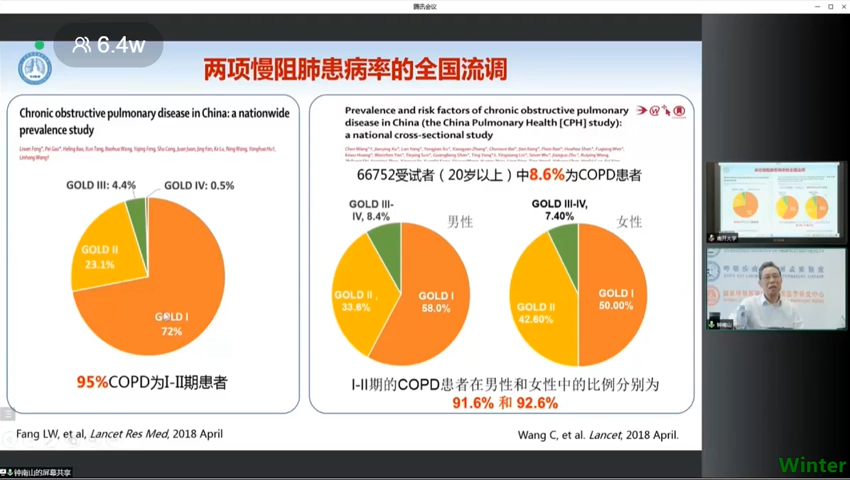 腾讯会议
6.4w
两项慢阻肺患病率的全国流调
Chronic obstructive pulmonary disease in China: a nationwide
prevalence study
GOLD III: 4.4%
GOLD IV: 0.5%
GOLD II
23.1%
GOLD I
72%
95%COPD为I-II期患者
Fang LW, et al, Lancet Res Med, 2018 April
Prevalence and risk factors of chronic obstructive pulmonary
disease in China (the China Pulmonary Health [CPH] study):
a national cross-sectional study
66752受试者（20岁以上）中8.6%为COPD患者
GOLD III-
IV, 8.4%
男性
GOLD II ,
33.6%
GOLD I
58.0%
GOLD III-IV,
7.40%
女性
GOLD II
42.60%
GOLD I
50.00%
I-II期的COPD患者在男性和女性中的比例分别为
91.6% 和 92.6%
Wang C, et al. Lancet, 2018 April.
南开大学
钟南山
钟南山的屏幕共享
Winter